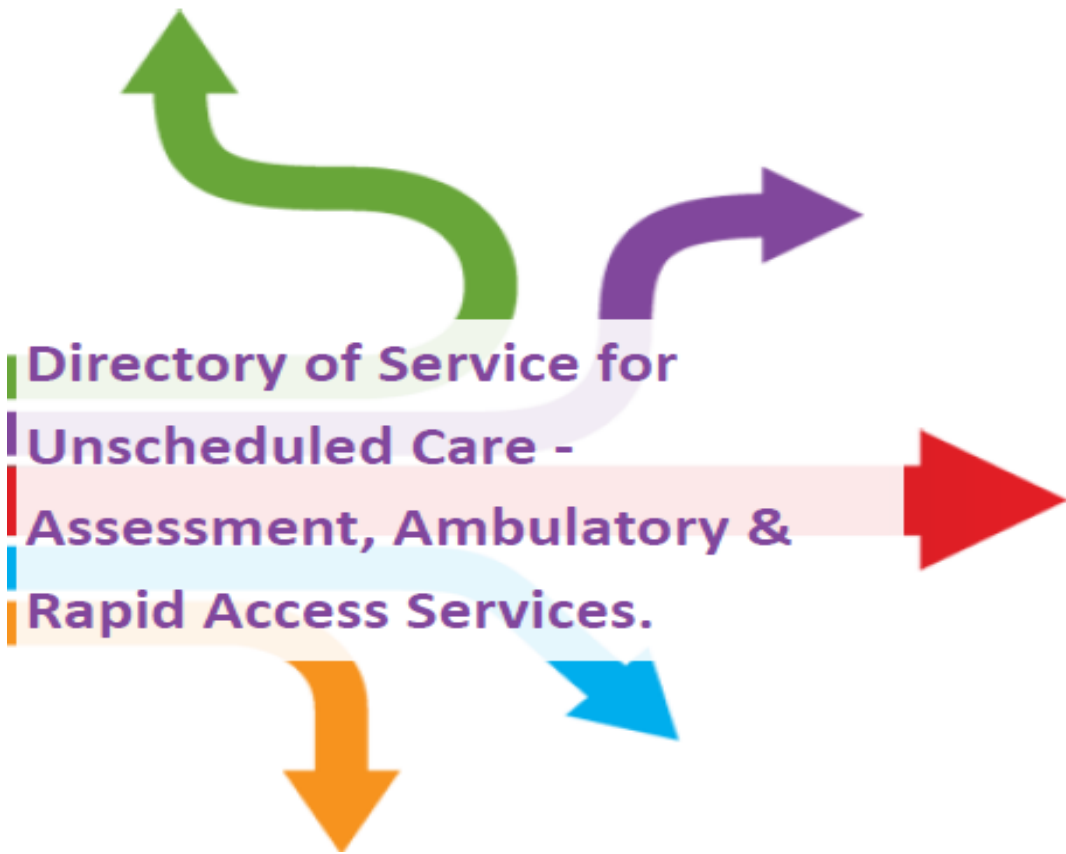 Directory of Service for
Unscheduled Care -
Assessment, Ambulatory &
Rapid Access Services.